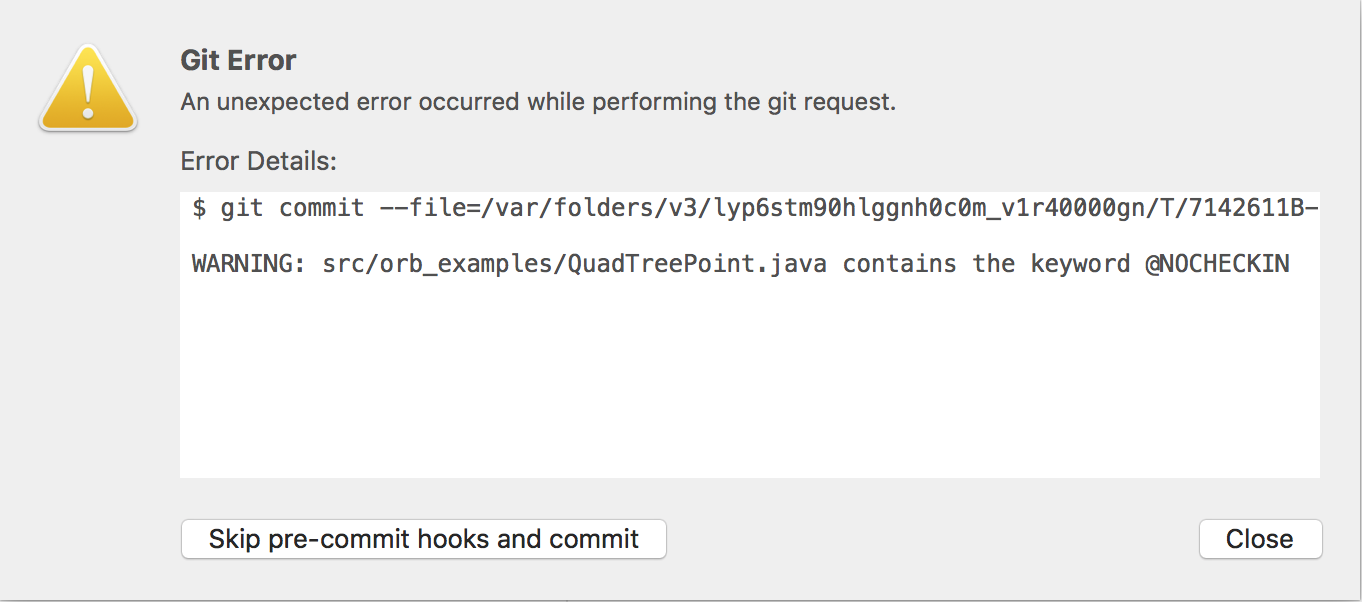 Git Error
An unexpected error occurred while performing the git request.
Error Details:
$ git commit --file=/var/folders/v3/lyp6stm90hlggnh0c0m_v1r40000gn/T/7142611B-
WARNING: src/orb_examples/QuadTreePoint.java contains the keyword @NOCHECKIN
Skip pre-commit hooks and commit
Close